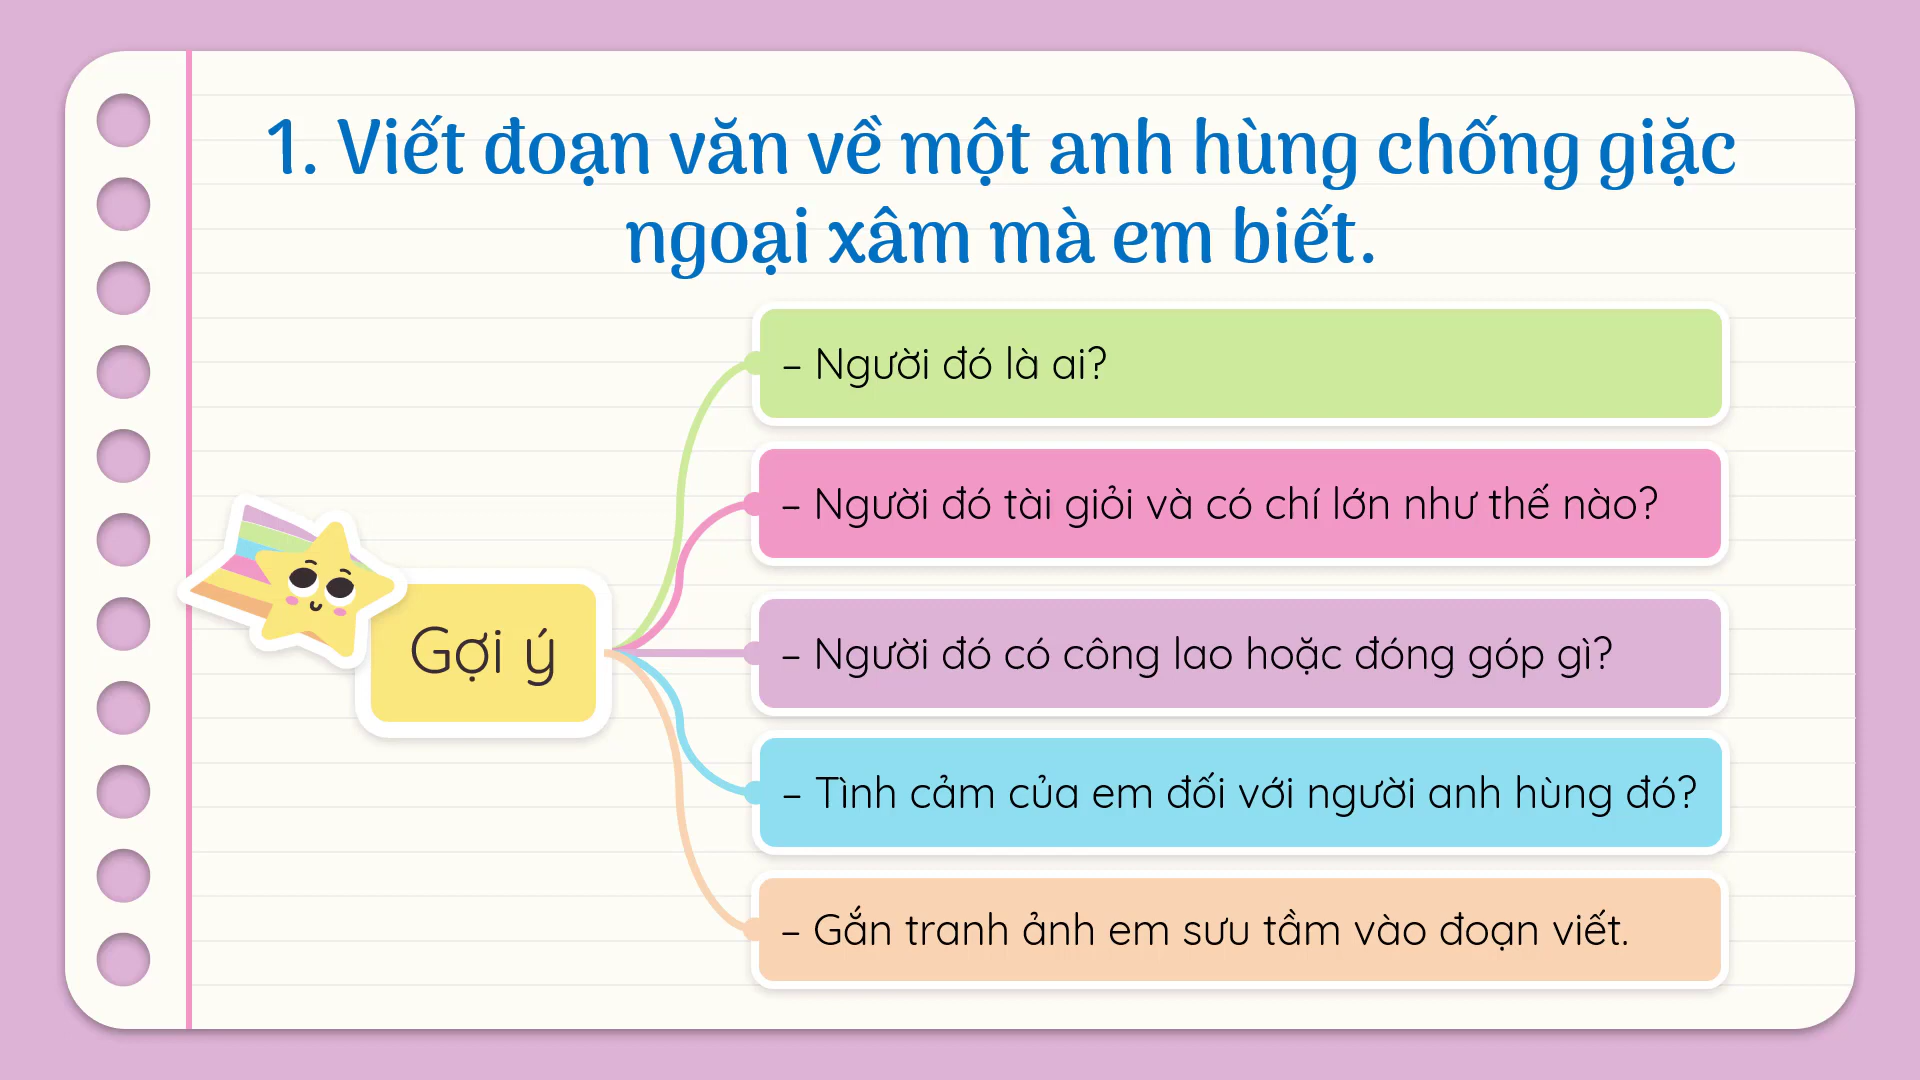 1. Viết đoạn văn về một anh hùng chống giặc
ngoại xâm mà em biết.
– Người đó là ai?
– Người đó tài giỏi và có chí lớn như thế nào?
Gợi ý
– Người đó có công lao hoặc đóng góp gì?
– Tình cảm của em đối với người anh hùng đó?
– Gắn tranh ảnh em sưu tầm vào đoạn viết.